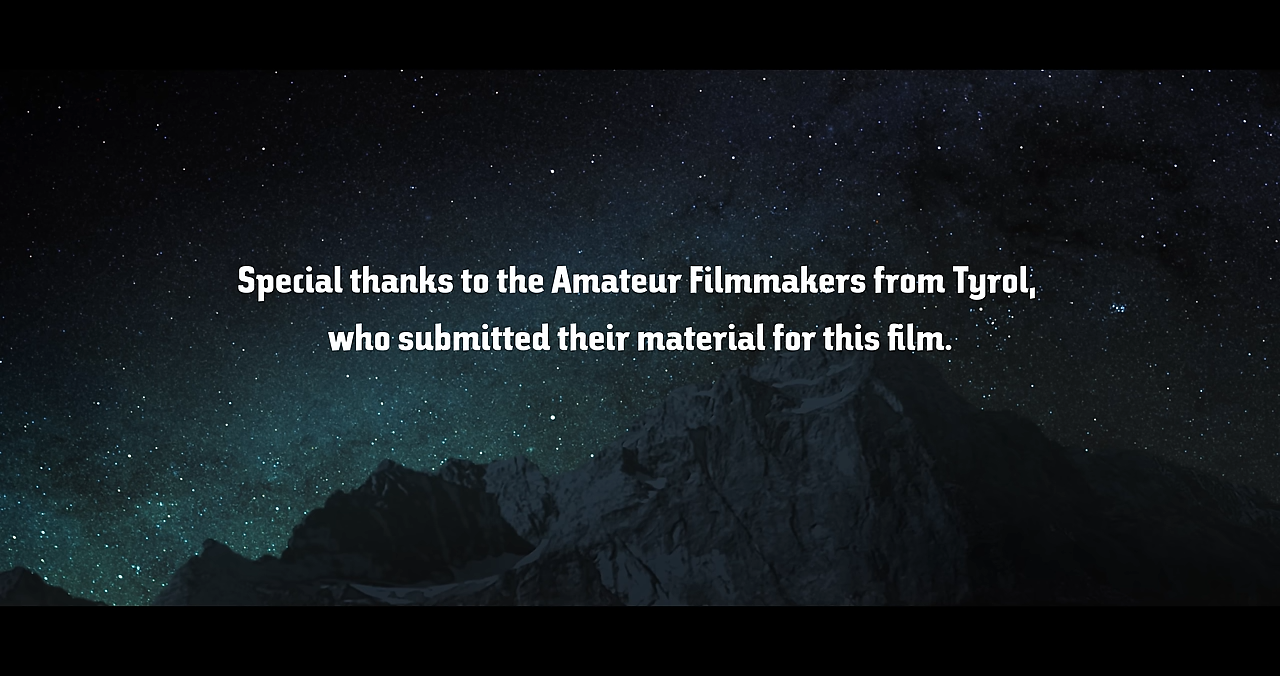 Special thanks to the Amateur Filmmakers from Tyrol,
who submitted their material for this film.